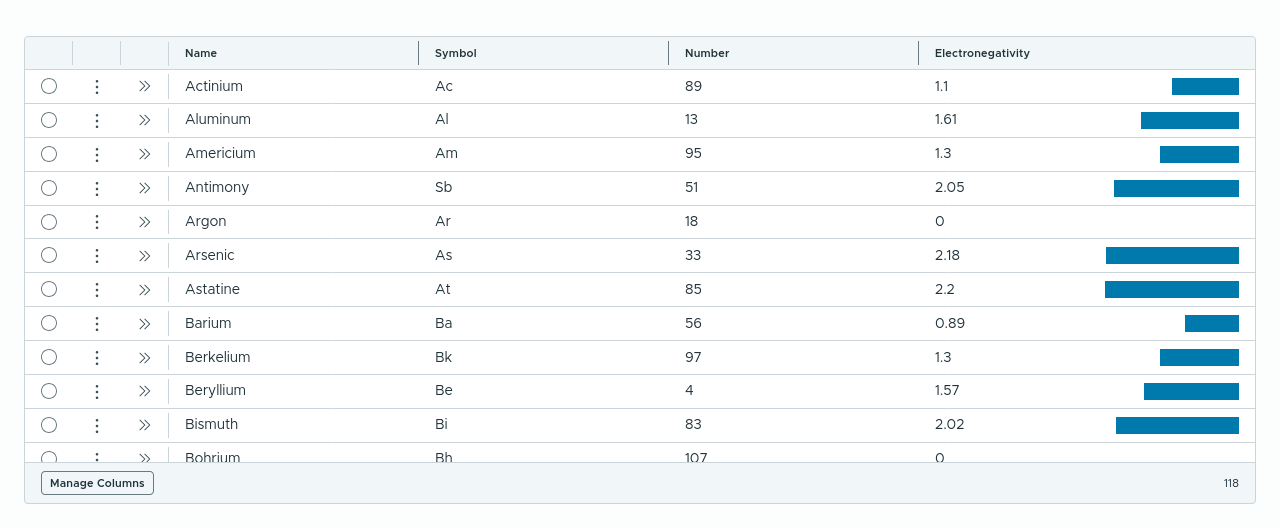 Name Symbol Number Electronegativity
Actinium Ac 89 1.1
Aluminum Al 13 1.61
Americium Am 95 1.3
Antimony Sb 51 2.05
Argon Ar 18 0
Arsenic As 33 2.18
Astatine At 85 2.2
Barium Ba 56 0.89
Berkelium Bk 97 1.3
Beryllium Be 4 1.57
Bismuth Bi 83 2.02
Bohrium Bh 107 0
Manage Columns 118